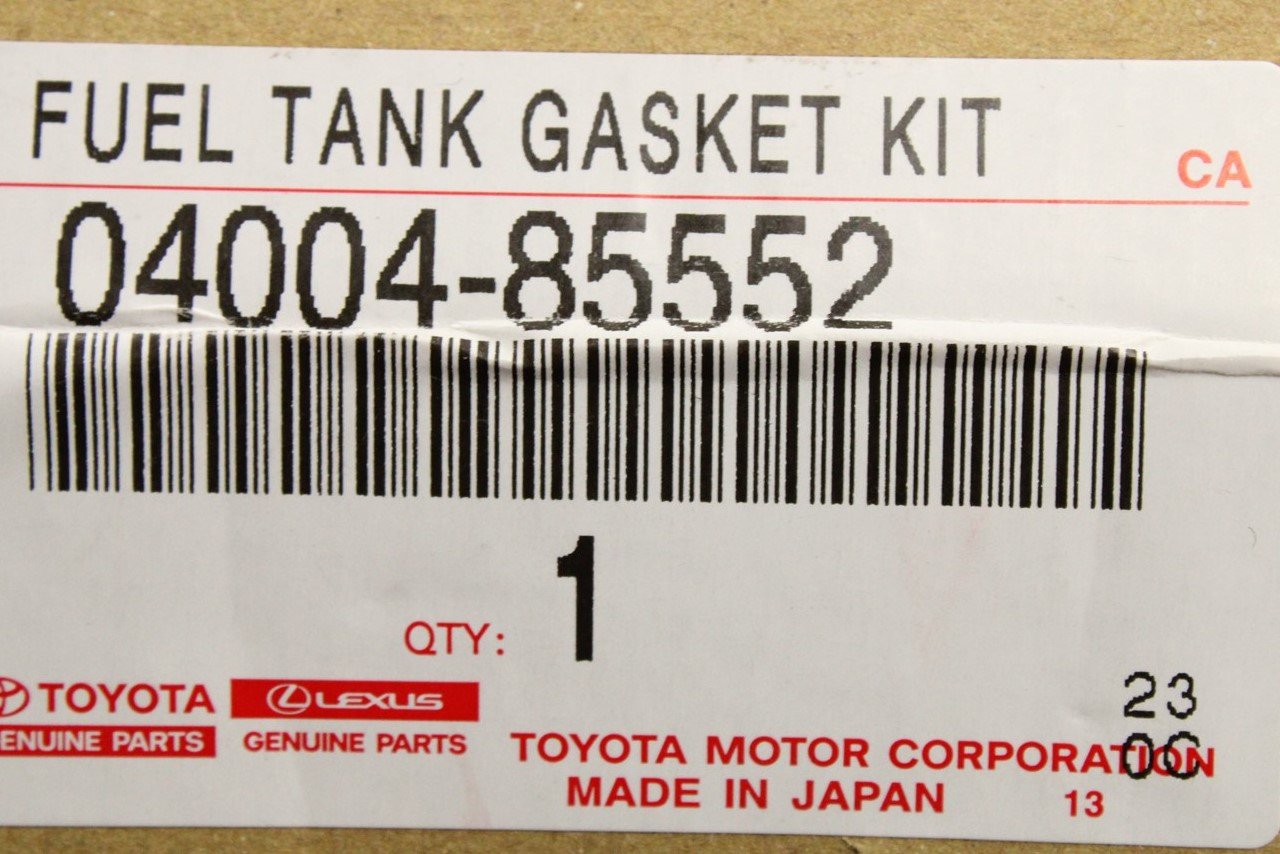 FUEL TANK GASKET KIT
CA
04004-85552
1
QTY:
TOYOTA
ENUINE PARTS
LEXUS
GENUINE PARTS
23
TOYOTA MOTOR CORPORATION
00
MADE IN JAPAN
13